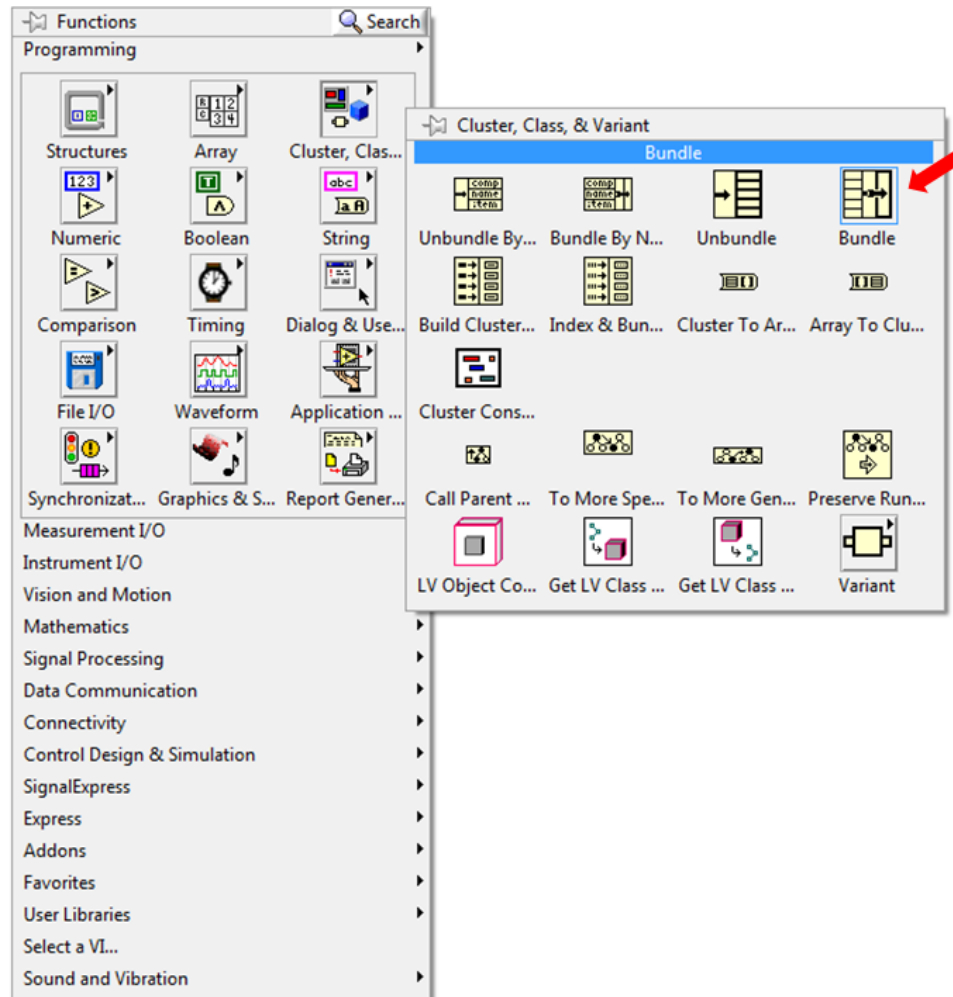 Functions
Search
Programming
Structures
Array
Cluster, Clas...
Numeric
Boolean
String
Comparison
Timing
Dialog & Use...
File I/O
Waveform
Application ...
Synchronizat...
Graphics & S...
Report Gener...
Measurement I/O
Instrument I/O
Vision and Motion
Mathematics
Signal Processing
Data Communication
Connectivity
Control Design & Simulation
SignalExpress
Express
Addons
Favorites
User Libraries
Select a VI...
Sound and Vibration
Cluster, Class, & Variant
Bundle
Unbundle By...
Bundle By N...
Unbundle
Bundle
Build Cluster...
Index & Bun...
Cluster To Ar...
Array To Clu...
Cluster Cons...
Call Parent ...
To More Spe...
To More Gen...
Preserve Run...
LV Object Co...
Get LV Class ...
Get LV Class ...
Variant